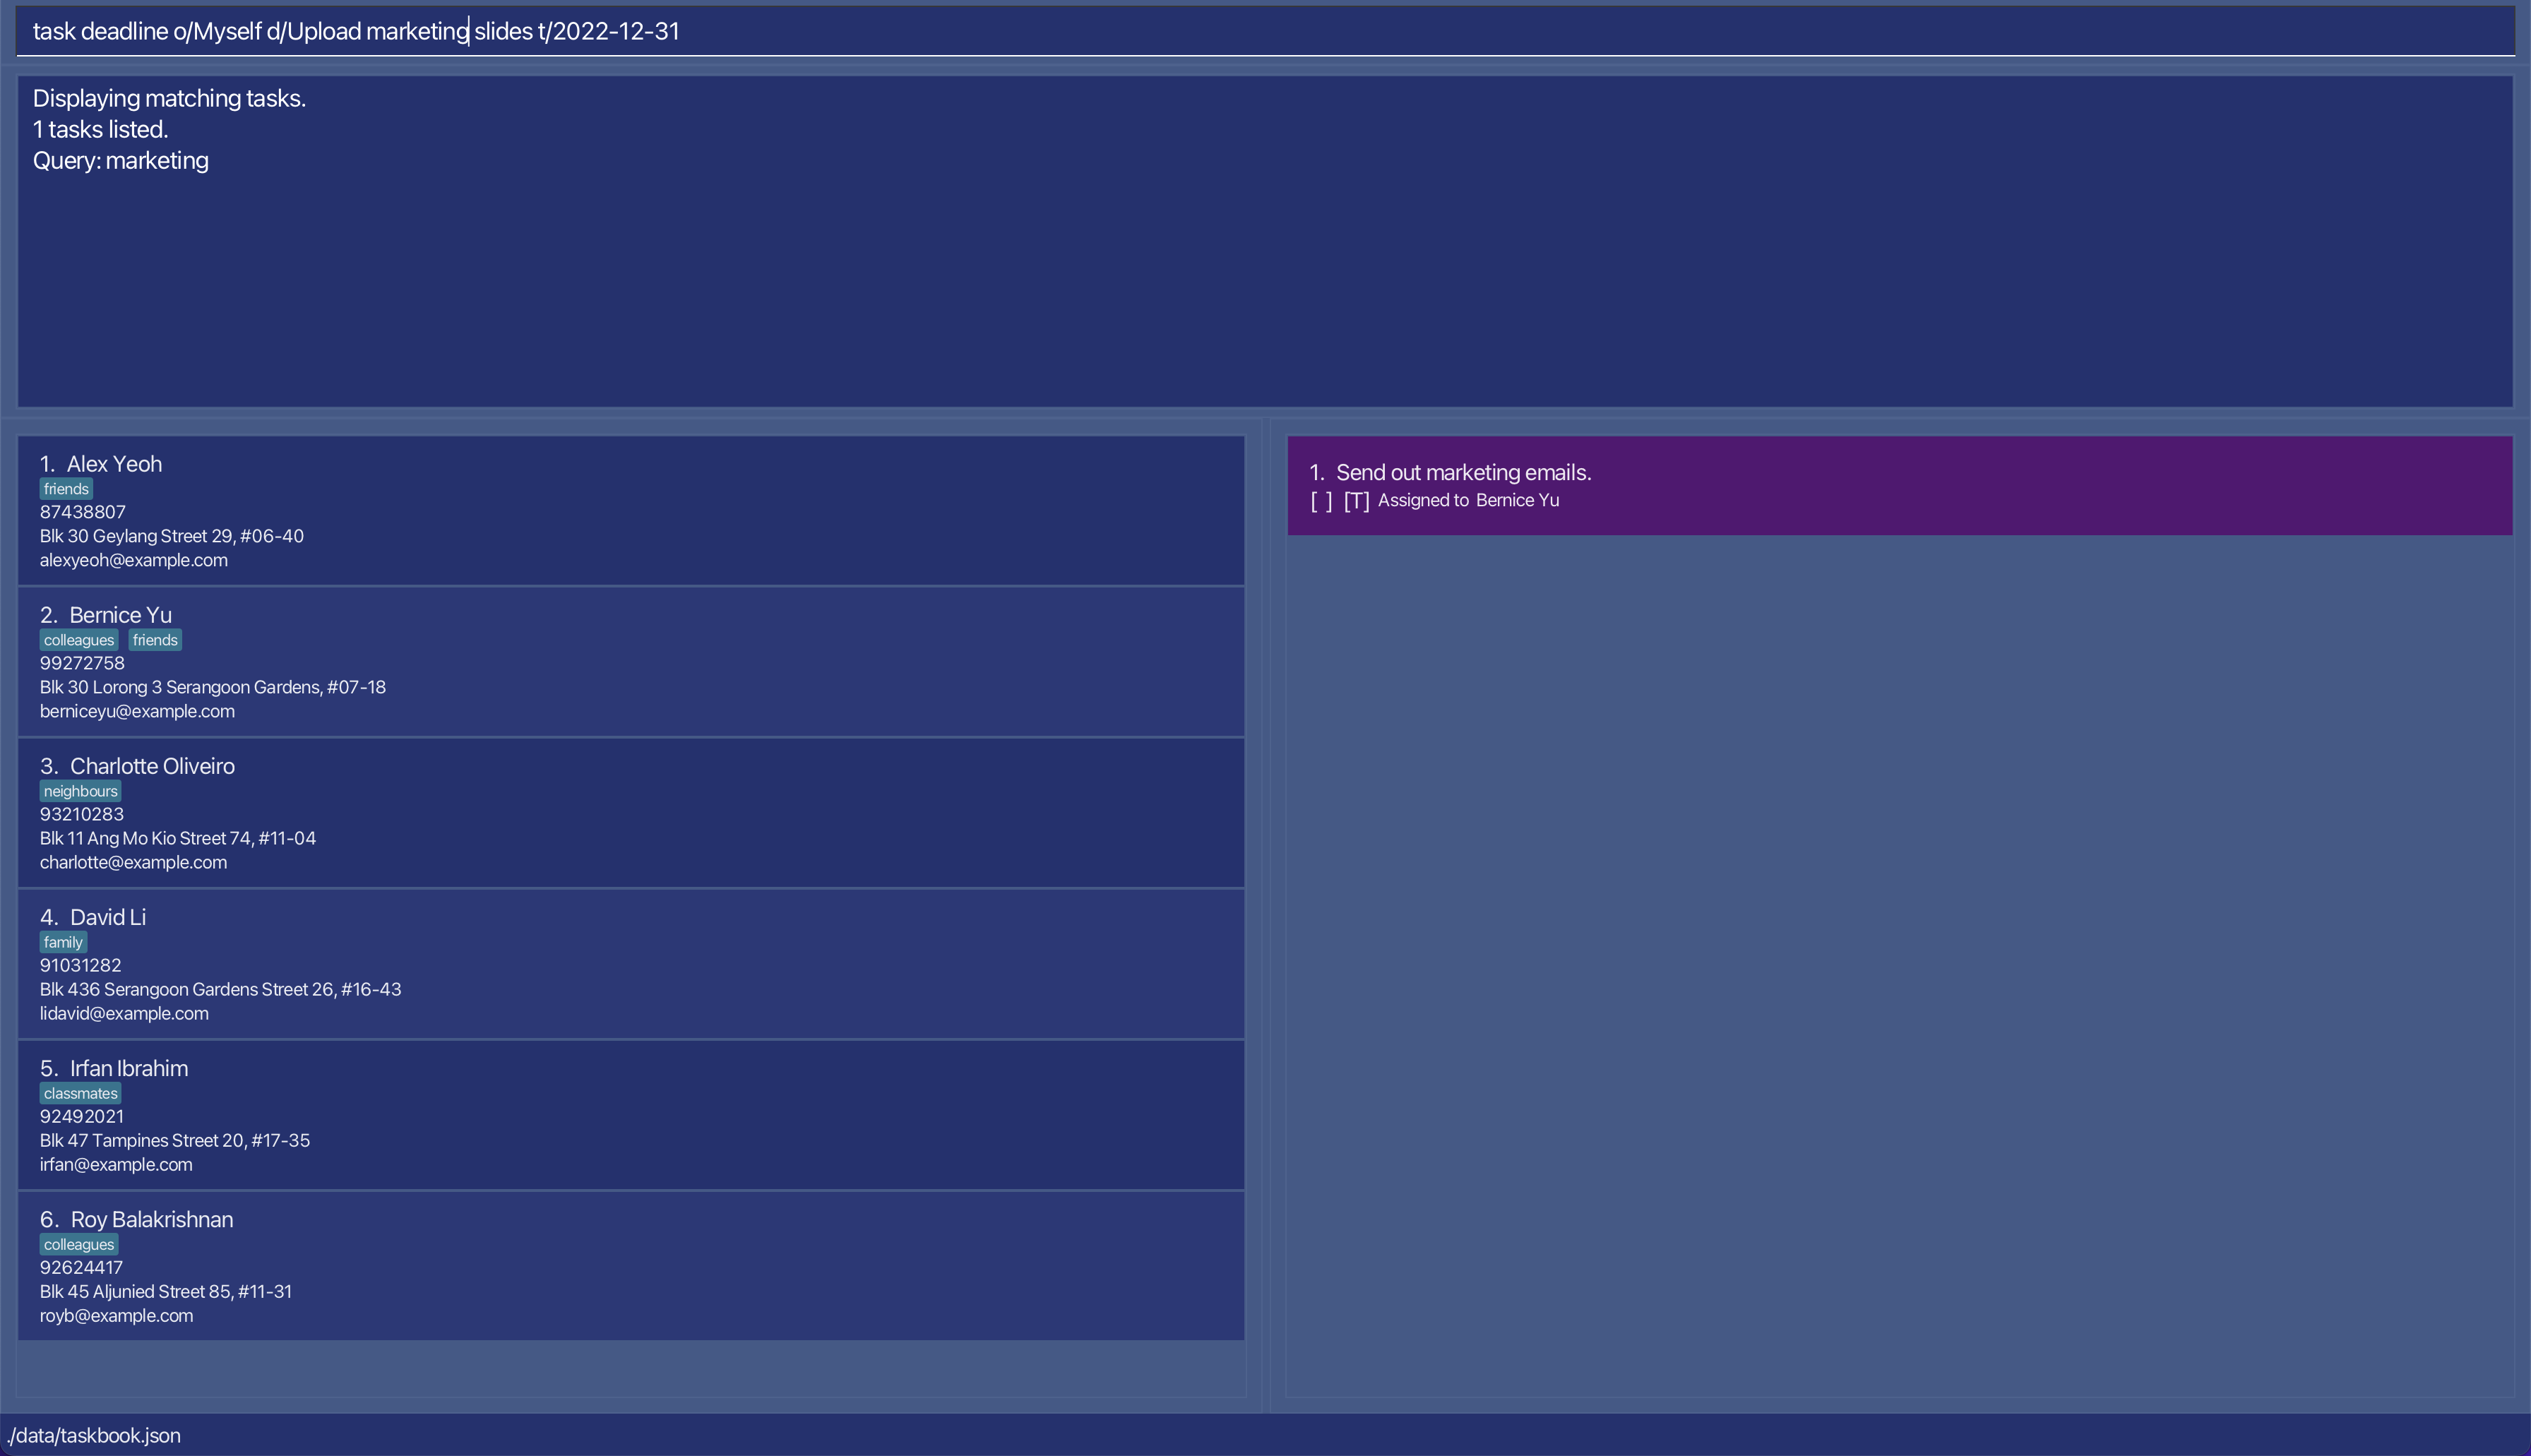 task deadline o/Myself d/Upload marketing slides t/2022-12-31
Displaying matching tasks.
1 tasks listed.
Query: marketing
1. Alex Yeoh
friends
87438807
Blk 30 Geylang Street 29, #06-40
alexyeoh@example.com
2. Bernice Yu
colleagues friends
99272758
Blk 30 Lorong 3 Serangoon Gardens, #07-18
berniceyu@example.com
3. Charlotte Oliveiro
neighbours
93210283
Blk 11 Ang Mo Kio Street 74, #11-04
charlotte@example.com
4. David Li
family
91031282
Blk 436 Serangoon Gardens Street 26, #16-43
lidavid@example.com
5. Irfan Ibrahim
classmates
92492021
Blk 47 Tampines Street 20, #17-35
irfan@example.com
6. Roy Balakrishnan
colleagues
92624417
Blk 45 Aljunied Street 85, #11-31
royb@example.com
1. Send out marketing emails.
[ ] [T] Assigned to Bernice Yu
./data/taskbook.json